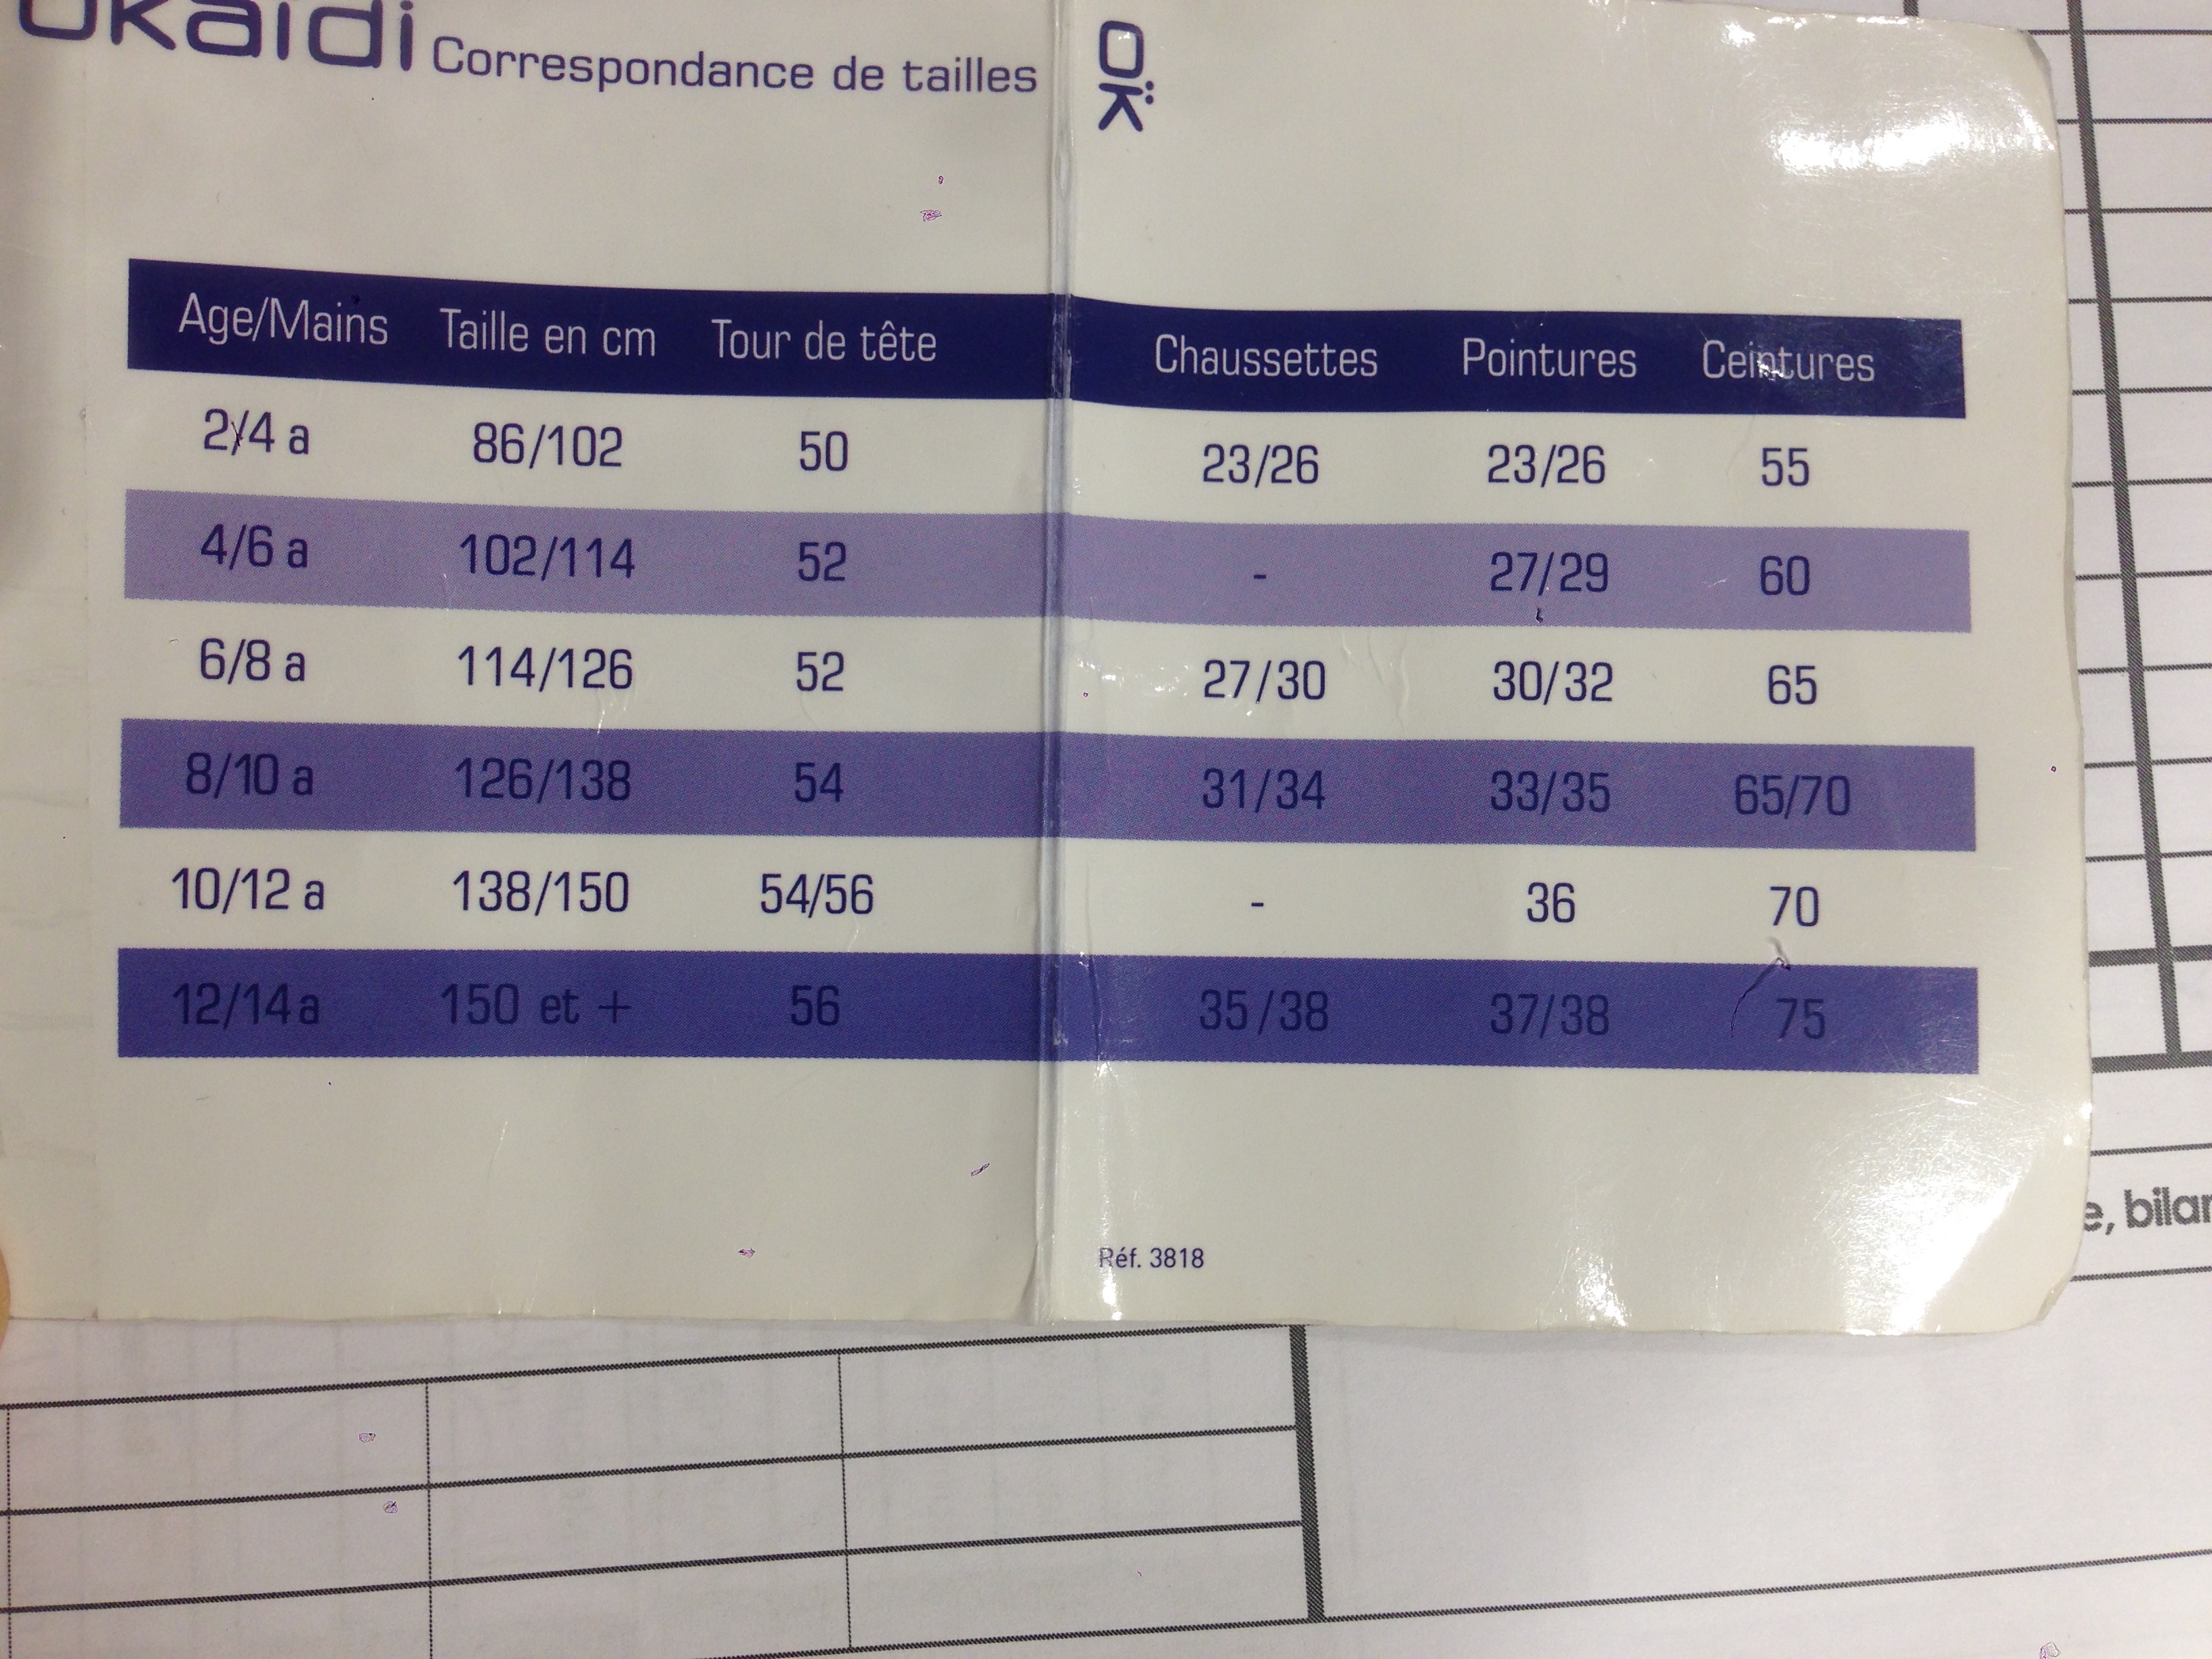 okaïdi Correspondance de tailles
OK
Age/Mains Taille en cm Tour de tête Chaussettes Pointures Ceintures
2/4 a 86/102 50 23/26 23/26 55
4/6 a 102/114 52 - 27/29 60
6/8 a 114/126 52 27/30 30/32 65
8/10 a 126/138 54 31/34 33/35 65/70
10/12 a 138/150 54/56 - 36 70
12/14 a 150 et + 56 35/38 37/38 75
e, bilan
Réf. 3818